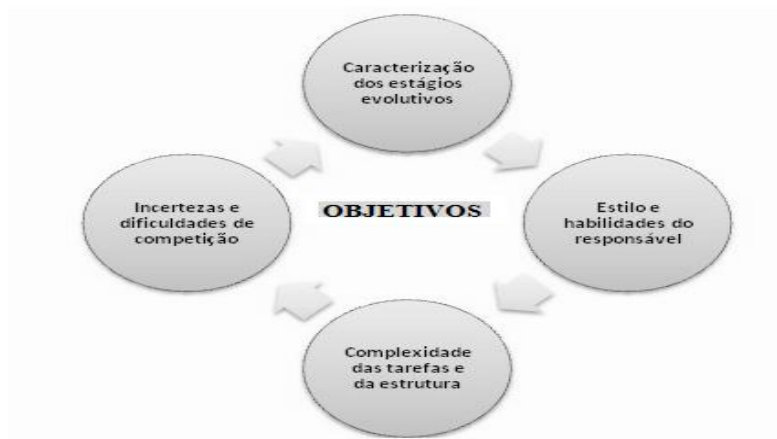 Caracterização
dos estágios
evolutivos
Incertezas e
dificuldades de
competição
OBJETIVOS
Estilo e
habilidades do
responsável
Complexidade
das tarefas e
da estrutura